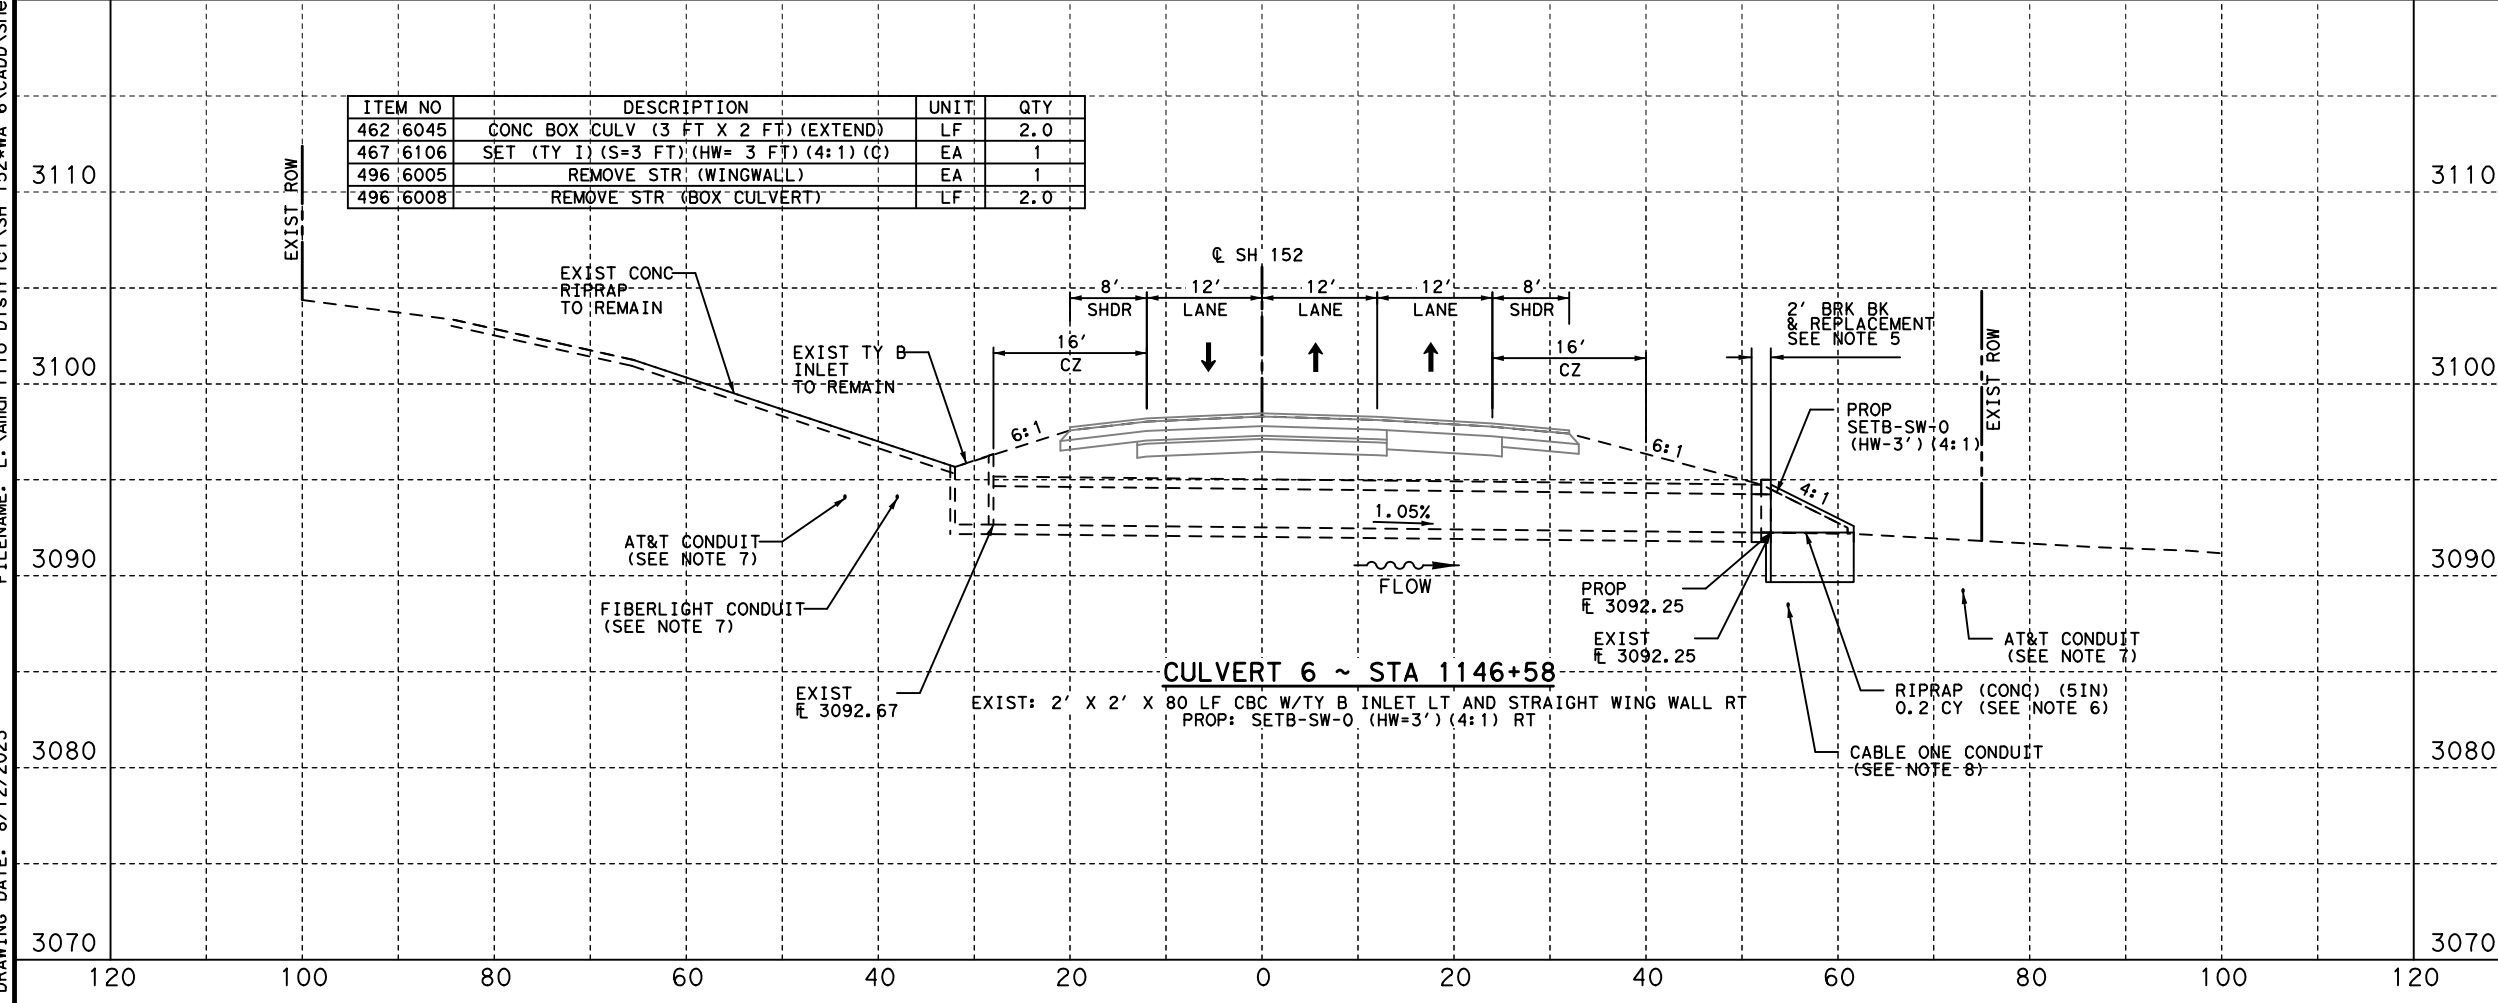 ITEM NO DESCRIPTION UNIT QTY
462 6045 CONC BOX CULV (3 FT X 2 FT)(EXTEND) LF 2.0
467 6106 SET (TY I)(S=3 FT)(HW= 3 FT)(4:1)(C) EA 1
496 6005 REMOVE STR (WINGWALL) EA 1
496 6008 REMOVE STR (BOX CULVERT) LF 2.0
3110
3110
EXIST ROW
℄ SH 152
EXIST CONC
RIPRAP
TO REMAIN
8' 12' 12' 12' 8'
SHDR LANE LANE LANE SHDR
2' BRK BK
& REPLACEMENT
SEE NOTE 5
EXIST ROW
16'
CZ
16'
CZ
EXIST TY B
INLET
TO REMAIN
3100
3100
6:1
6:1
PROP
SETB-SW-0
(HW-3')(4:1)
4:1
1.05%
AT&T CONDUIT
(SEE NOTE 7)
3090
3090
FLOW
FIBERLIGHT CONDUIT
(SEE NOTE 7)
PROP
FL 3092.25
EXIST
FL 3092.25
AT&T CONDUIT
(SEE NOTE 7)
CULVERT 6 ~ STA 1146+58
EXIST
FL 3092.67
EXIST: 2' X 2' X 80 LF CBC W/TY B INLET LT AND STRAIGHT WING WALL RT
PROP: SETB-SW-0 (HW=3')(4:1) RT
RIPRAP (CONC) (5IN)
0.2 CY (SEE NOTE 6)
CABLE ONE CONDUIT
(SEE NOTE 8)
3080
3080
3070
3070
120 100 80 60 40 20 0 20 40 60 80 100 120
FILENAME:
DRAWING DATE: 8/12/2025